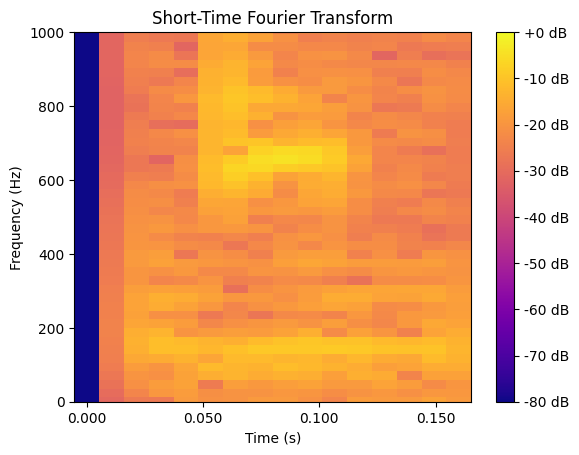 Short-Time Fourier Transform
1000
800
600
400
200
0
Frequency (Hz)
0.000
0.050
0.100
0.150
Time (s)
+0 dB
-10 dB
-20 dB
-30 dB
-40 dB
-50 dB
-60 dB
-70 dB
-80 dB